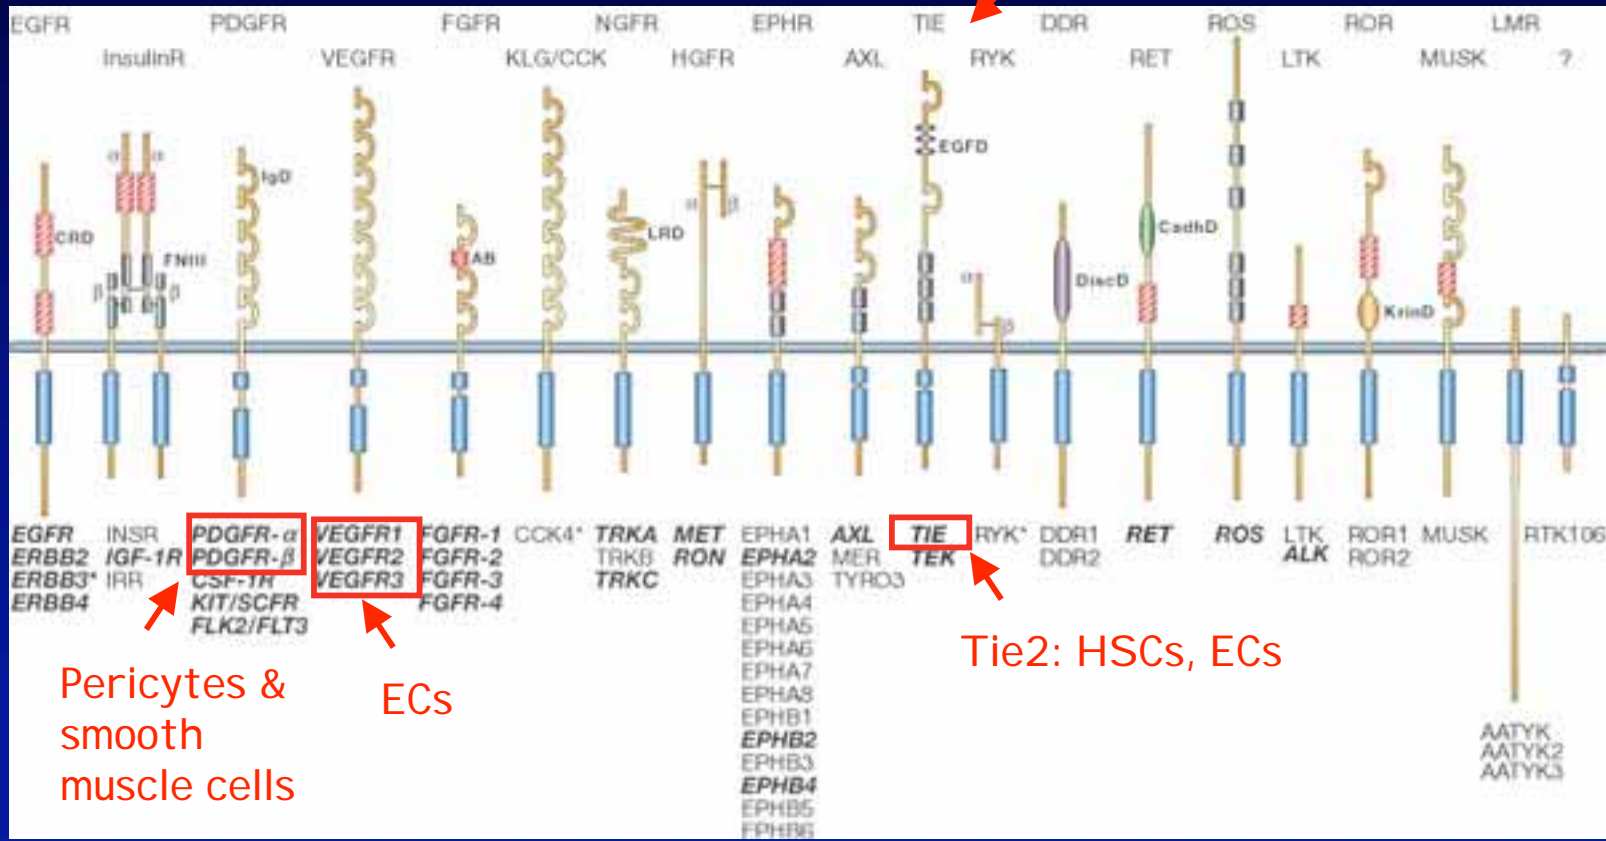 EGFR PDGFR FGFR NGFR EPHR TIE DDR ROS ROR LMR
InsulinR VEGFR KLG/CCK HGFR AXL RYK RET LTK MUSK ?
EGFD
α α
IgD
α β
LRD
CRD
CadhD
FNIII
AB
α
DiscD
β β
β
KrinD
EGFR INSR PDGFR-α VEGFR1 FGFR-1 CCK4* TRKA MET EPHA1 AXL TIE RYK* DDR1 RET ROS LTK ROR1 MUSK RTK106
ERBB2 IGF-1R PDGFR-β VEGFR2 FGFR-2 TRKB RON EPHA2 MER TEK DDR2 ALK ROR2
ERBB3* IRR CSF-1R VEGFR3 FGFR-3 TRKC EPHA3 TYRO3
ERBB4 KIT/SCFR FGFR-4 EPHA4
FLK2/FLT3 EPHA5
EPHA6
EPHA7
EPHA8
EPHB1
EPHB2
EPHB3
EPHB4
EPHB5
EPHB6
AATYK
AATYK2
AATYK3
Pericytes &
smooth
muscle cells
ECs
Tie2: HSCs, ECs